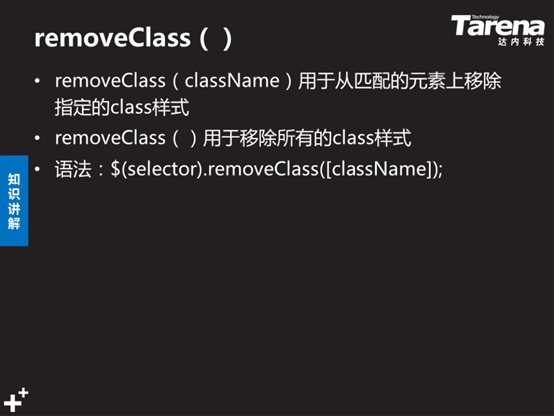 removeClass（）
Technology
Tarena
达内科技
• removeClass（className）用于从匹配的元素上移除
指定的class样式
• removeClass（）用于移除所有的class样式
• 语法：$(selector).removeClass([className]);
知识讲解